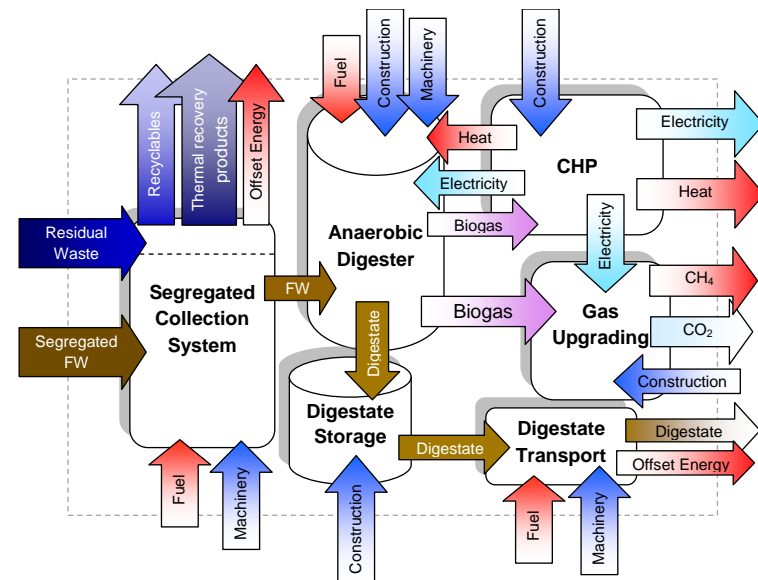 Fuel
Construction
Machinery
Construction
Recyclables
Thermal recovery
products
Offset Energy
Heat
Electricity
CHP
Electricity
Heat
Electricity
Biogas
Residual
Waste
Anaerobic
Digester
Segregated
Collection
System
FW
Segregated
FW
Biogas
Gas
Upgrading
CH4
CO2
Construction
Digestate
Digestate
Storage
Digestate
Digestate
Transport
Digestate
Offset Energy
Fuel
Machinery
Construction
Fuel
Machinery